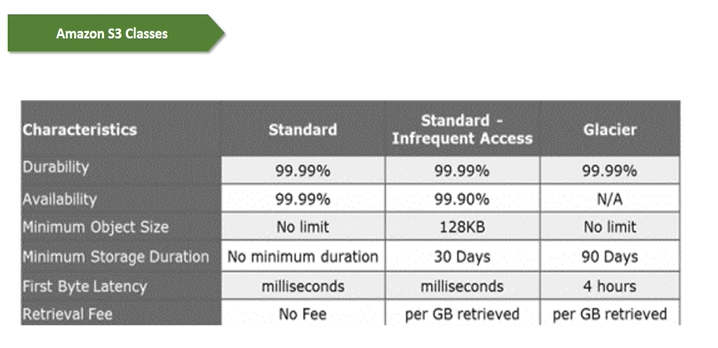 Amazon S3 Classes
Characteristics Standard Standard - Infrequent Access Glacier
Durability 99.99% 99.99% 99.99%
Availability 99.99% 99.90% N/A
Minimum Object Size No limit 128KB No limit
Minimum Storage Duration No minimum duration 30 Days 90 Days
First Byte Latency milliseconds milliseconds 4 hours
Retrieval Fee No Fee per GB retrieved per GB retrieved